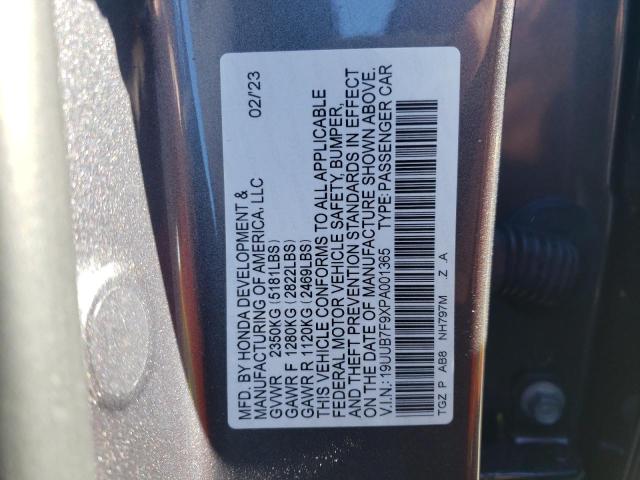 MFD. BY HONDA DEVELOPMENT & 02/'23
MANUFACTURING OF AMERICA, LLC
GVWR 2350KG (5181LBS)
GAWR F 1280KG (2822LBS)
GAWR R 1120KG (2469LBS)
THIS VEHICLE CONFORMS TO ALL APPLICABLE
FEDERAL MOTOR VEHICLE SAFETY, BUMPER,
AND THEFT PREVENTION STANDARDS IN EFFECT
ON THE DATE OF MANUFACTURE SHOWN ABOVE.
V.I.N.: 19UUB7F9XPA001365 TYPE: PASSENGER CAR
TGZ P AB8 NH797M .Z .A